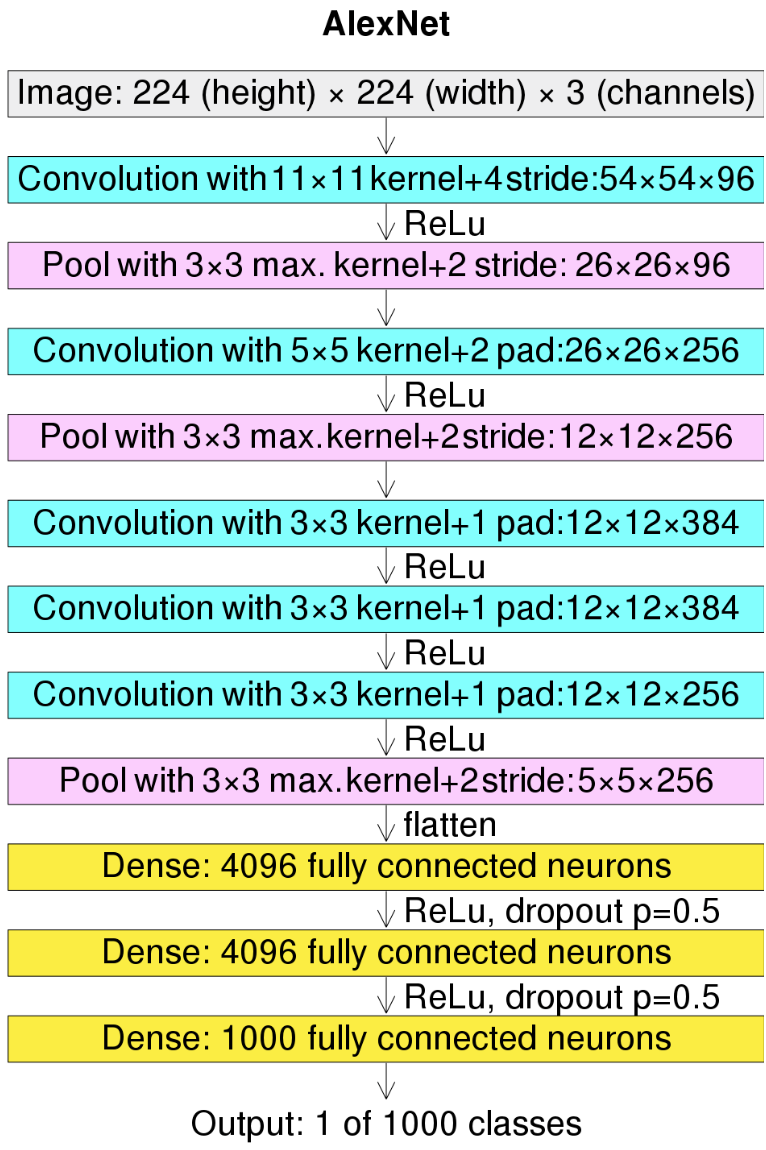 AlexNet
Image: 224 (height) × 224 (width) × 3 (channels)
Convolution with 11×11 kernel+4 stride:54×54×96
ReLu
Pool with 3×3 max. kernel+2 stride: 26×26×96
Convolution with 5×5 kernel+2 pad:26×26×256
ReLu
Pool with 3×3 max.kernel+2stride:12×12×256
Convolution with 3×3 kernel+1 pad:12×12×384
ReLu
Convolution with 3×3 kernel+1 pad:12×12×384
ReLu
Convolution with 3×3 kernel+1 pad:12×12×256
ReLu
Pool with 3×3 max.kernel+2stride:5×5×256
flatten
Dense: 4096 fully connected neurons
ReLu, dropout p=0.5
Dense: 4096 fully connected neurons
ReLu, dropout p=0.5
Dense: 1000 fully connected neurons
Output: 1 of 1000 classes